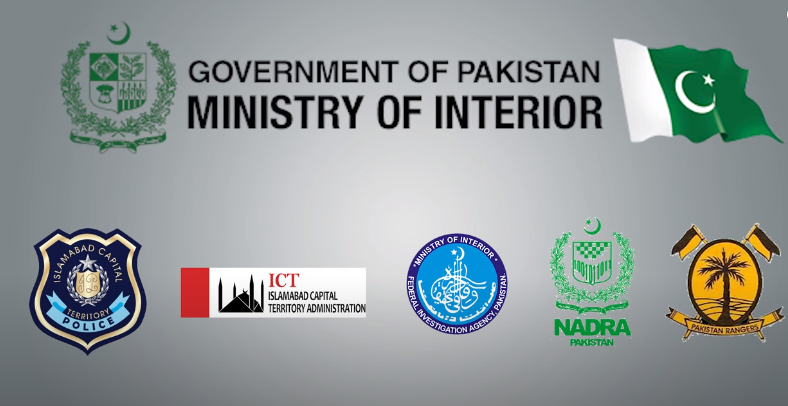 GOVERNMENT OF PAKISTAN
MINISTRY OF INTERIOR
ISLAMABAD CAPITAL
TERRITORY
POLICE
ICT
ISLAMABAD CAPITAL
TERRITORY ADMINISTRATION
"MINISTRY OF INTERIOR"
FEDERAL INVESTIGATION AGENCY, PAKISTAN.
NADRA
PAKISTAN
PAKISTAN RANGERS